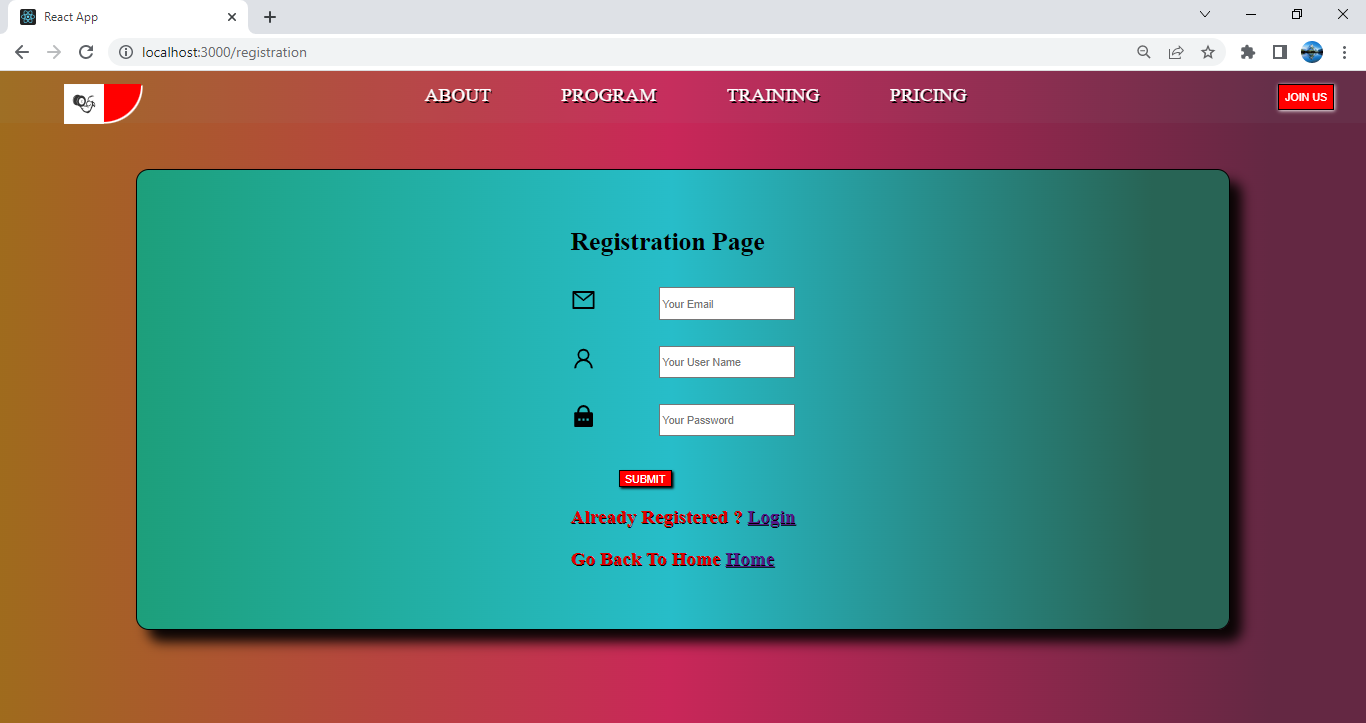 React App
localhost:3000/registration
ABOUT PROGRAM TRAINING PRICING JOIN US
Registration Page
Your Email
Your User Name
Your Password
SUBMIT
Already Registered ? Login
Go Back To Home Home